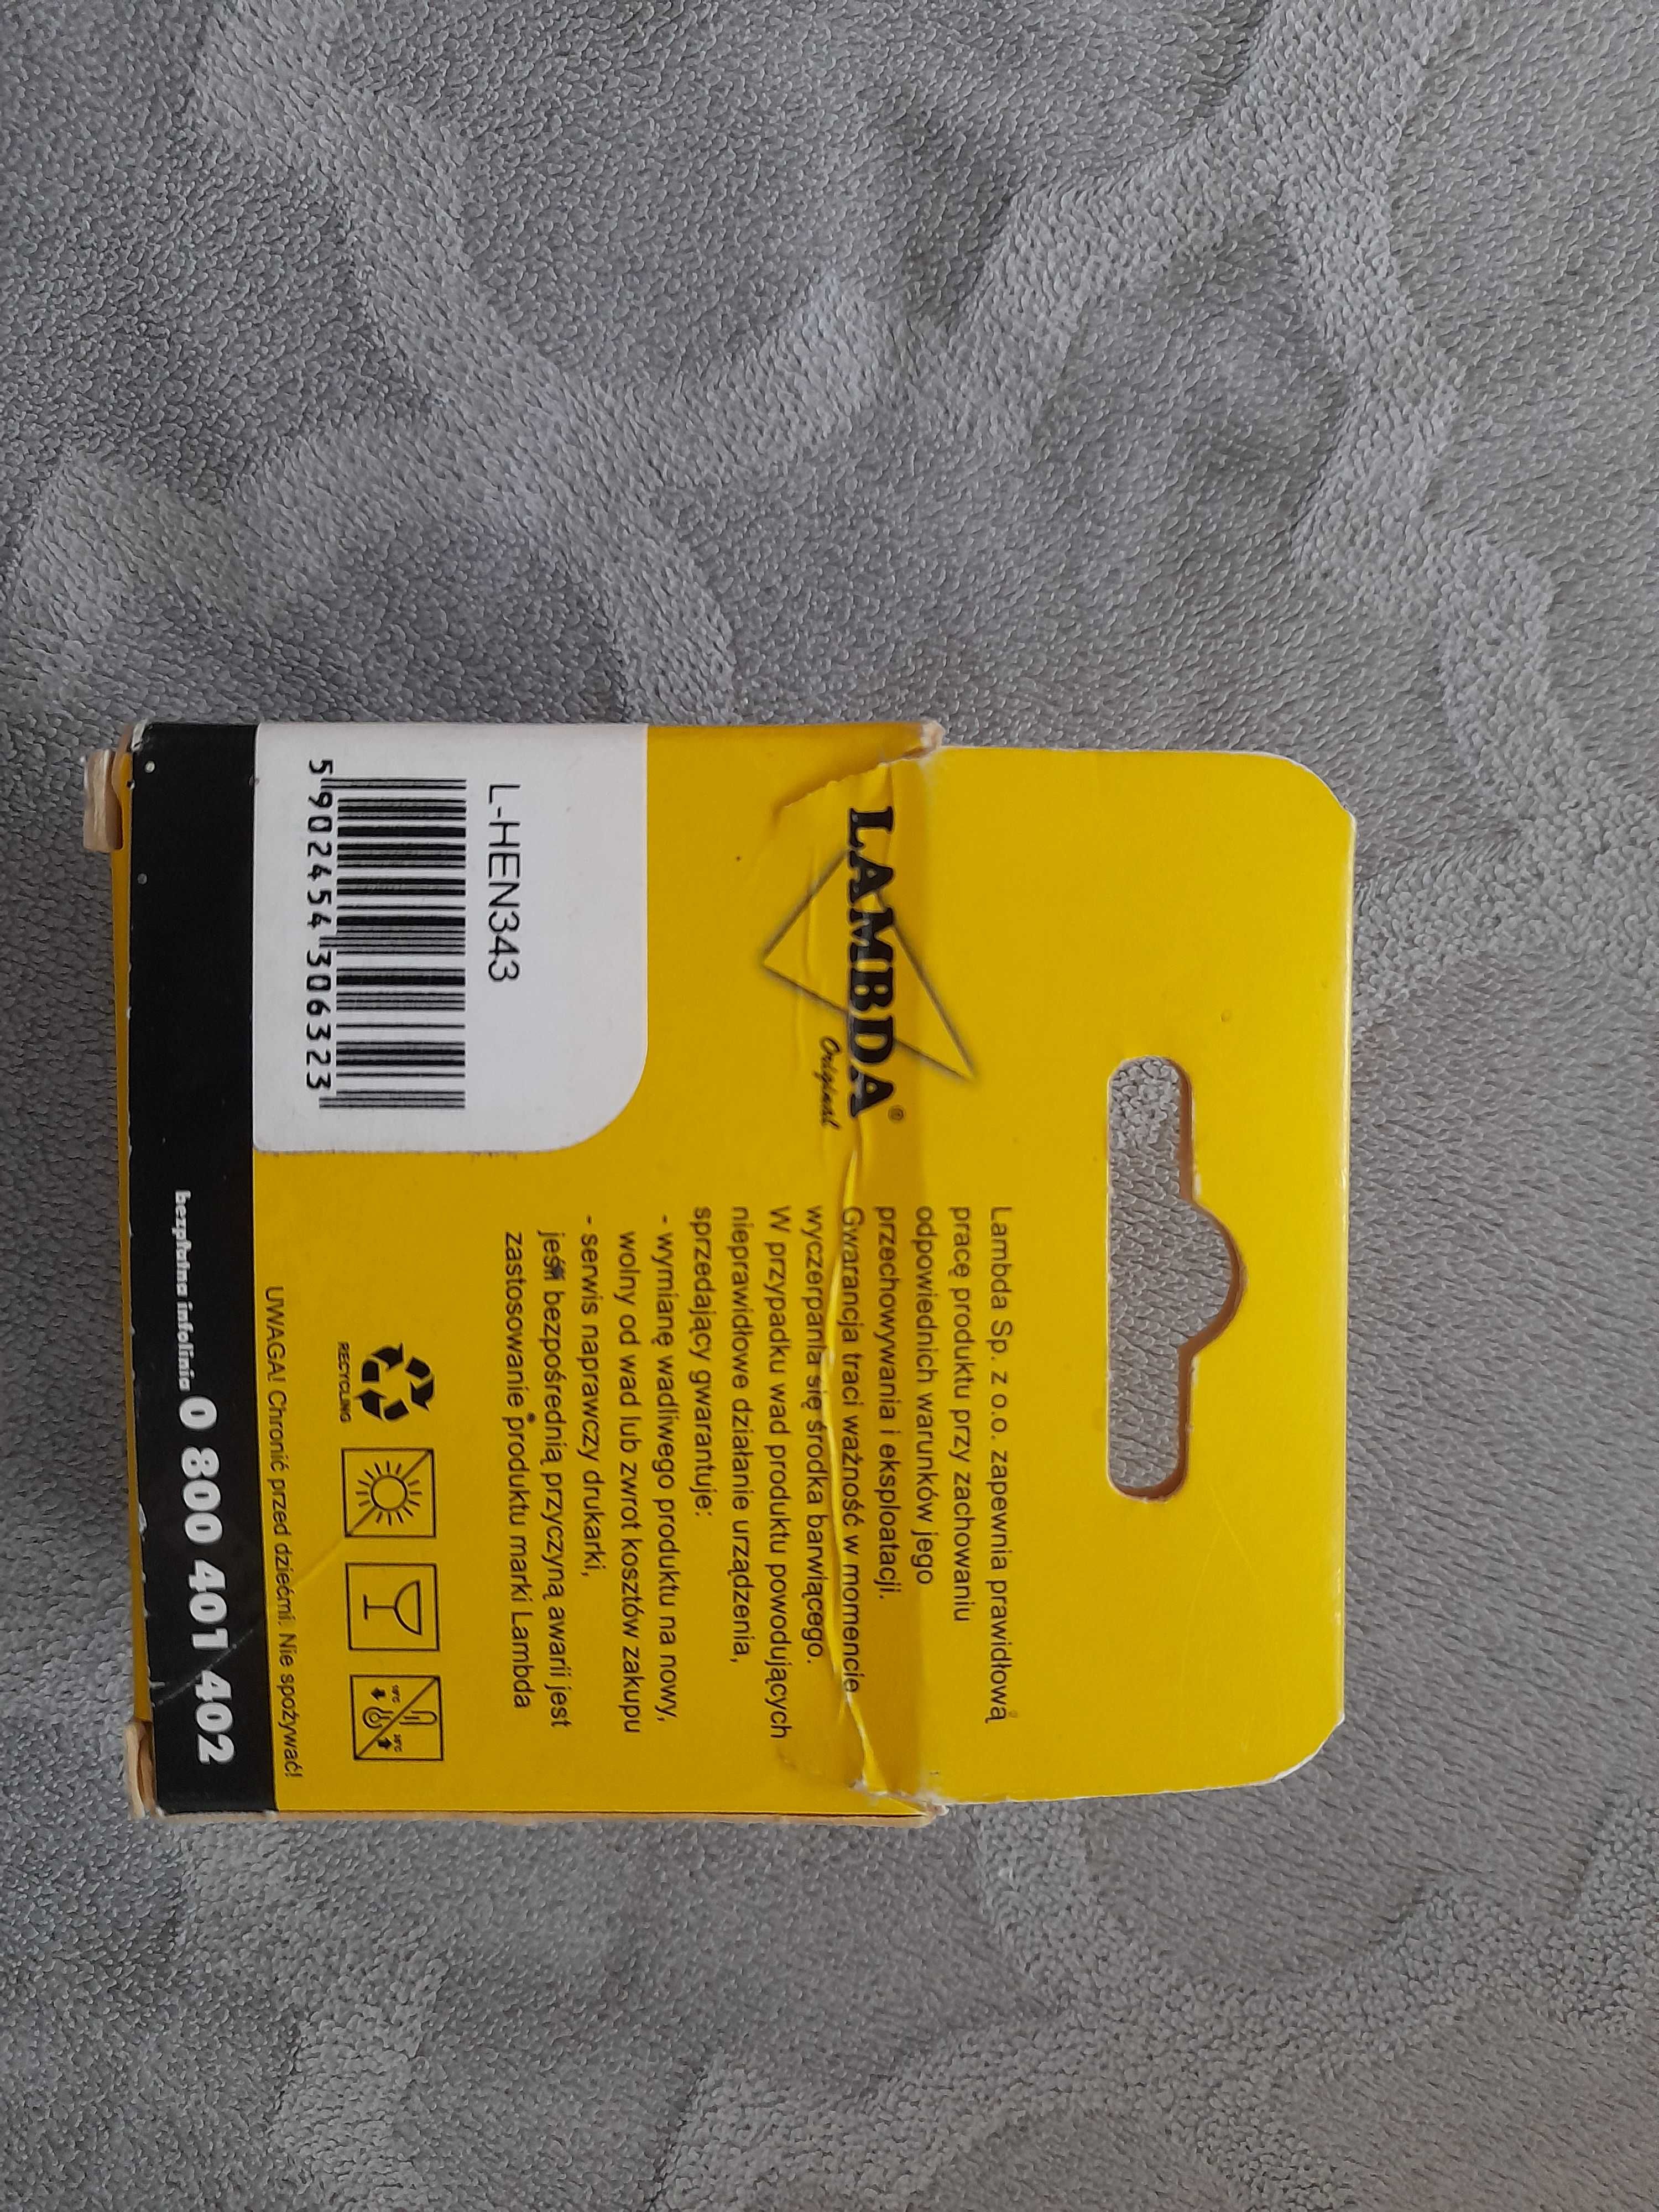 LAMBDA®
Original
Lambda Sp. z o.o. zapewnia prawidłową
pracę produktu przy zachowaniu
odpowiednich warunków jego
przechowywania i eksploatacji.
Gwarancja traci ważność w momencie
wyczerpania się środka barwiącego.
W przypadku wad produktu powodujących
nieprawidłowe działanie urządzenia,
sprzedający gwarantuje:
- wymianę wadliwego produktu na nowy,
wolny od wad lub zwrot kosztów zakupu
- serwis naprawczy drukarki,
jeśli bezpośrednią przyczyną awarii jest
zastosowanie produktu marki Lambda
L-HEN343
5 902454 306323
RECYCLING
10°C
UWAGA! Chronić przed dziećmi. Nie spożywać!
bezpłatna infolinia 0 800 401 402